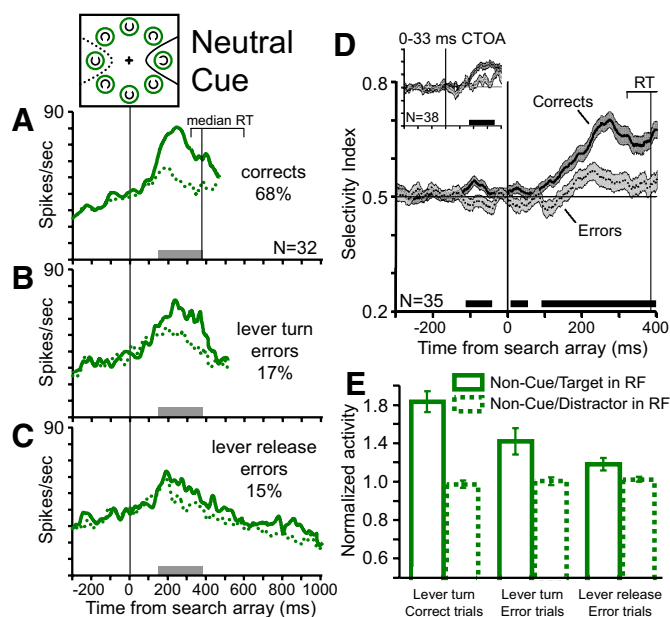 Neutral
Cue
A
90
Spikes/sec
median RT
corrects
68%
N=32
B
90
Spikes/sec
lever turn
errors
17%
C
90
Spikes/sec
lever release
errors
15%
-200 0 200 400 600 800 1000
Time from search array (ms)
D
0-33 ms CTOA
N=38
0.8
0.5
0.2
Selectivity Index
RT
Corrects
Errors
N=35
-200 0 200 400
Time from search array (ms)
E
Non-Cue/Target in RF
Non-Cue/Distractor in RF
Normalized activity
1.8
1.4
1.0
0.6
Lever turn
Correct trials
Lever turn
Error trials
Lever release
Error trials